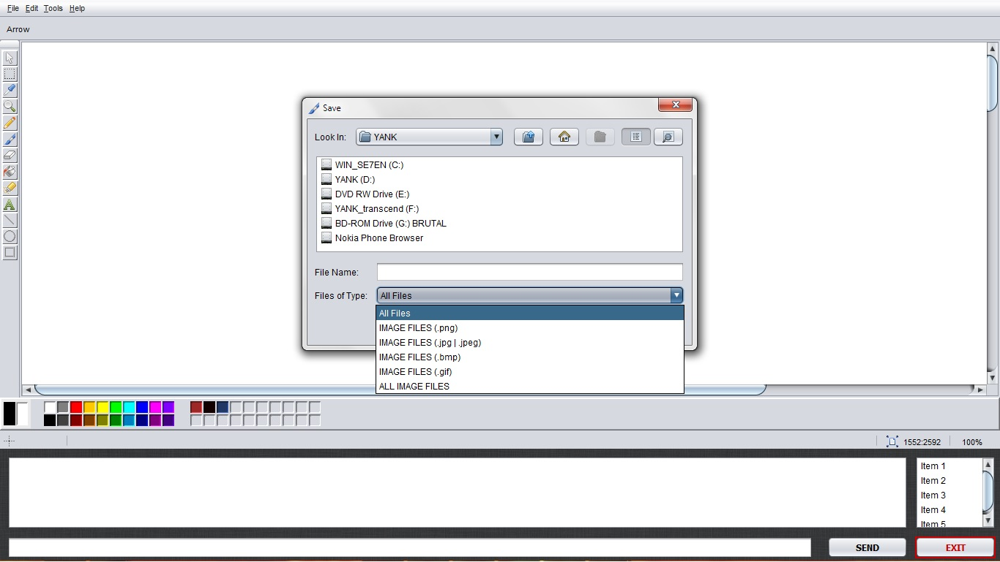 File Edit Tools Help
Arrow
Save
Look In: YANK
WIN_SE7EN (C:)
YANK (D:)
DVD RW Drive (E:)
YANK_transcend (F:)
BD-ROM Drive (G:) BRUTAL
Nokia Phone Browser
File Name:
Files of Type: All Files
All Files
IMAGE FILES (.png)
IMAGE FILES (.jpg | .jpeg)
IMAGE FILES (.bmp)
IMAGE FILES (.gif)
ALL IMAGE FILES
1552:2592 100%
Item 1
Item 2
Item 3
Item 4
Item 5
SEND EXIT